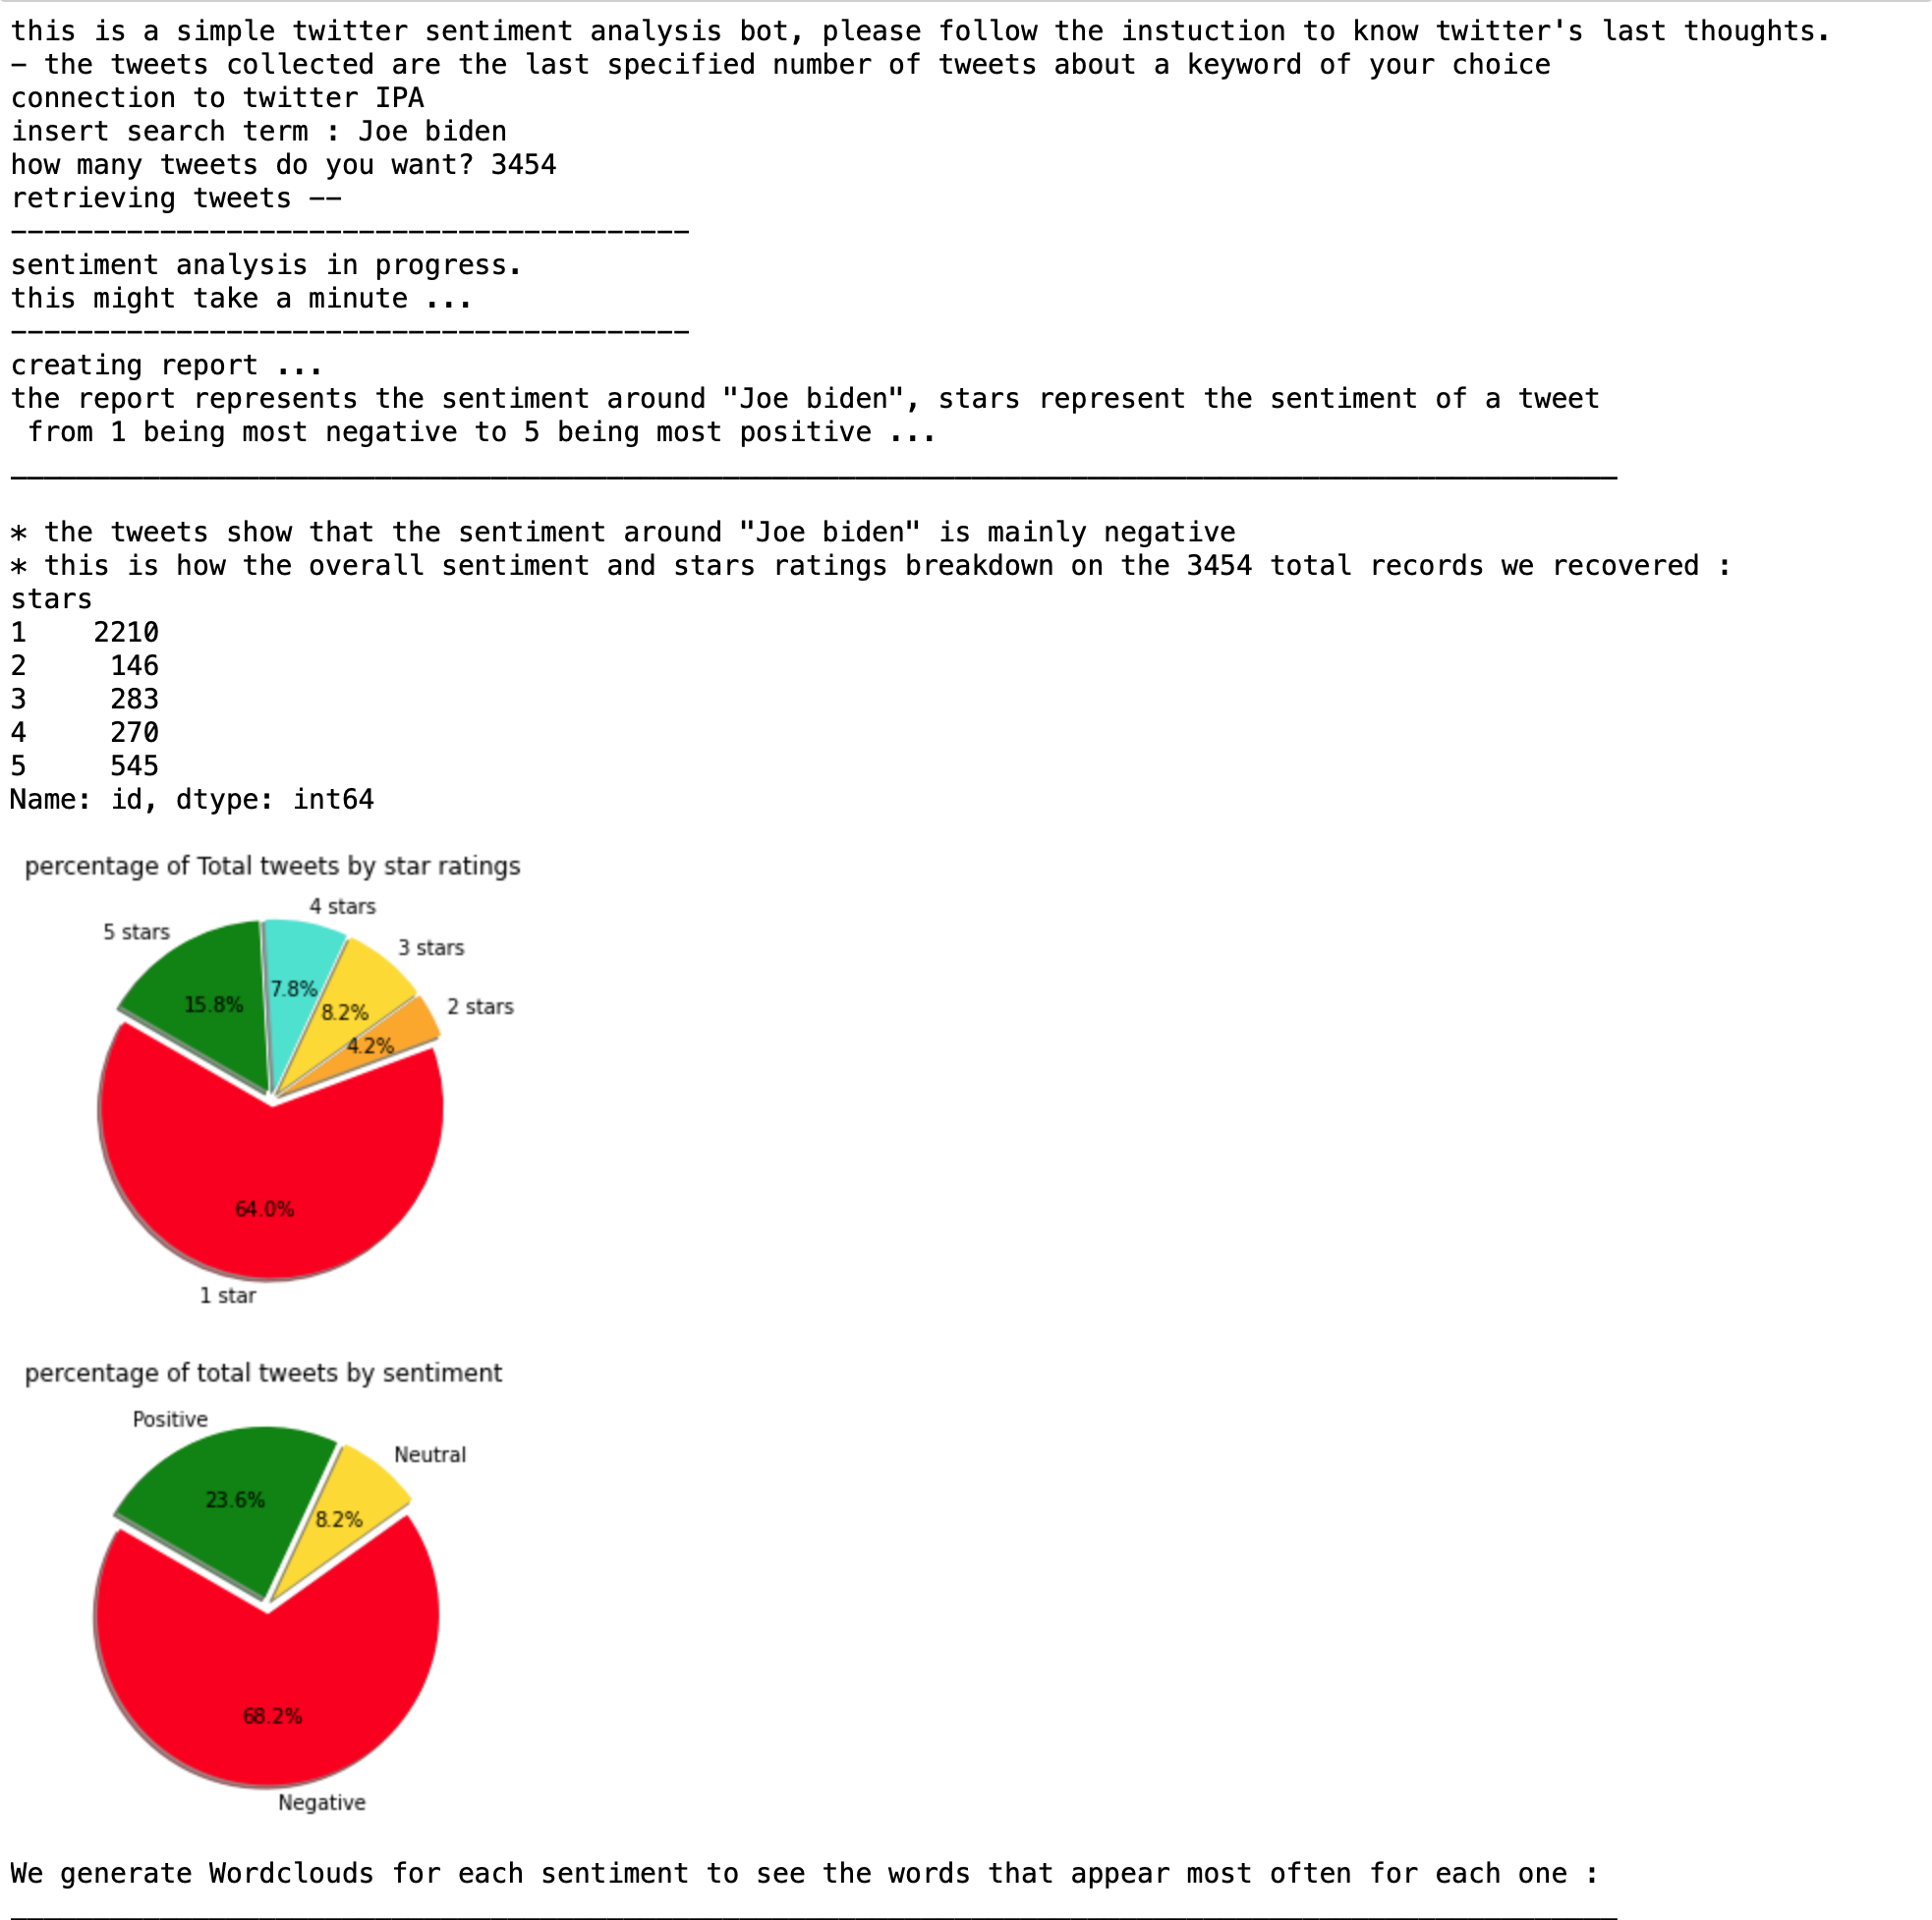 this is a simple twitter sentiment analysis bot, please follow the instuction to know twitter's last thoughts.
- the tweets collected are the last specified number of tweets about a keyword of your choice
connection to twitter IPA
insert search term : Joe biden
how many tweets do you want? 3454
retrieving tweets --
-----------------------------------------
sentiment analysis in progress.
this might take a minute ...
-----------------------------------------
creating report ...
the report represents the sentiment around "Joe biden", stars represent the sentiment of a tweet
 from 1 being most negative to 5 being most positive ...
_________________________________________________________________________________________________
* the tweets show that the sentiment around "Joe biden" is mainly negative
* this is how the overall sentiment and stars ratings breakdown on the 3454 total records we recovered :
stars
1    2210
2     146
3     283
4     270
5     545
Name: id, dtype: int64
percentage of Total tweets by star ratings
4 stars
5 stars
3 stars
7.8%
15.8%
8.2%
2 stars
4.2%
64.0%
1 star
percentage of total tweets by sentiment
Positive
Neutral
23.6%
8.2%
68.2%
Negative
We generate Wordclouds for each sentiment to see the words that appear most often for each one :
_________________________________________________________________________________________________